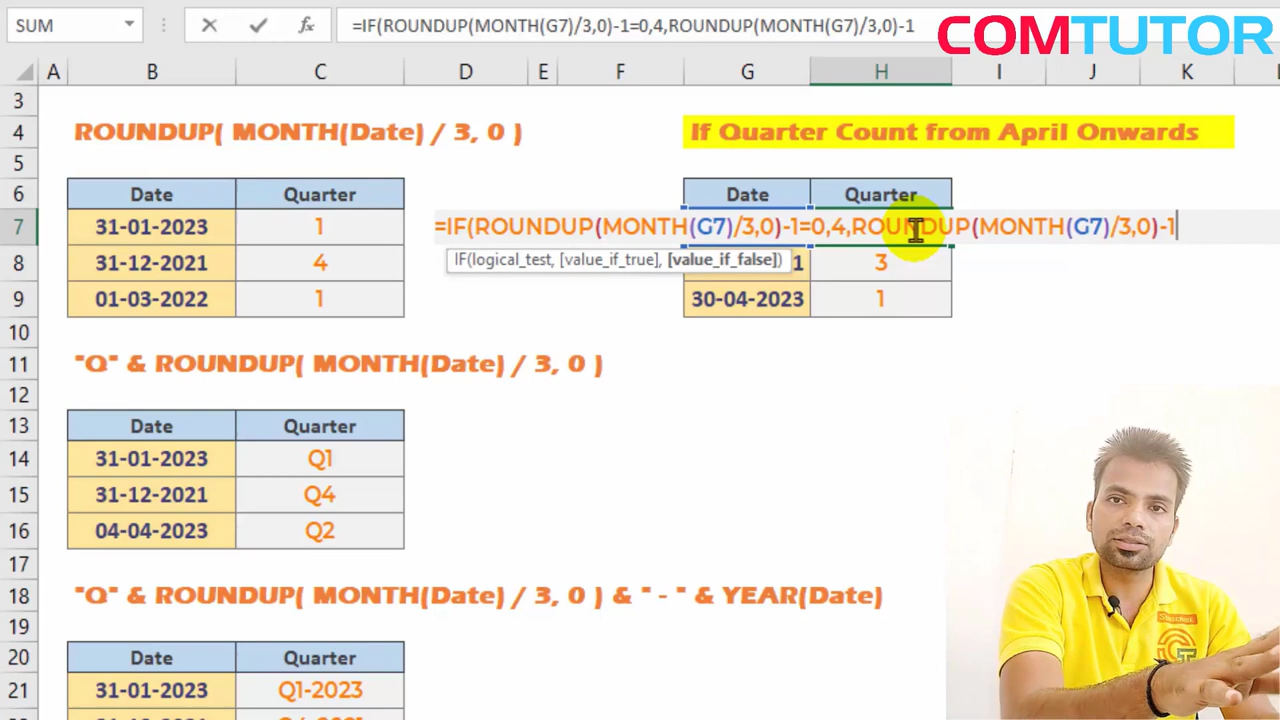 SUM
fx
=IF(ROUNDUP(MONTH(G7)/3,0)-1=0,4,ROUNDUP(MONTH(G7)/3,0)-1
COMTUTOR
A B C D E F G H I J K
3
4 ROUNDUP( MONTH(Date) / 3, 0 ) If Quarter Count from April Onwards
5
6 Date Quarter Date Quarter
7 31-01-2023 1 =IF(ROUNDUP(MONTH(G7)/3,0)-1=0,4,ROUNDUP(MONTH(G7)/3,0)-1
IF(logical_test, [value_if_true], [value_if_false])
8 31-12-2021 4 1 3
9 01-03-2022 1 30-04-2023 1
10
11 "Q" & ROUNDUP( MONTH(Date) / 3, 0 )
12
13 Date Quarter
14 31-01-2023 Q1
15 31-12-2021 Q4
16 04-04-2023 Q2
17
18 "Q" & ROUNDUP( MONTH(Date) / 3, 0 ) & " - " & YEAR(Date)
19
20 Date Quarter
21 31-01-2023 Q1-2023